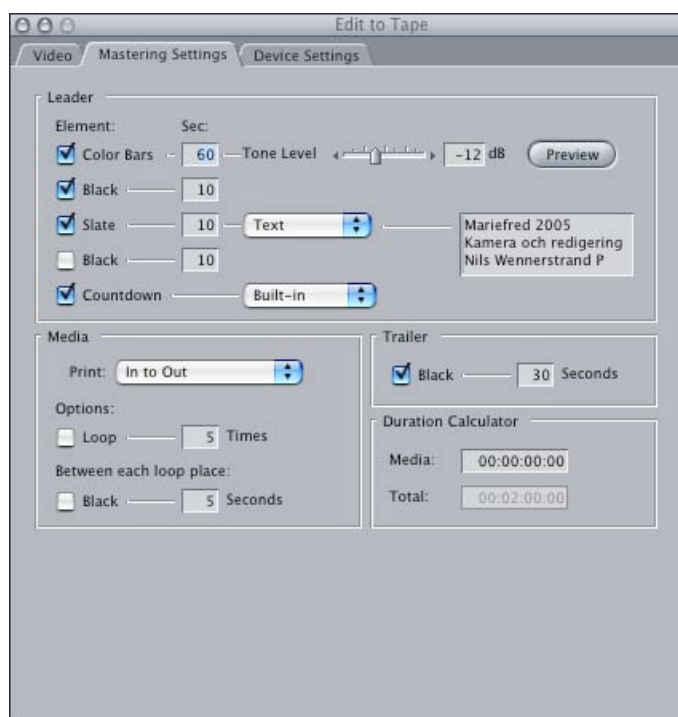 Edit to Tape
Video Mastering Settings Device Settings
Leader
Element: Sec:
Color Bars 60 Tone Level -12 dB Preview
Black 10
Slate 10 Text
Mariefred 2005
Kamera och redigering
Nils Wennerstrand P
Black 10
Countdown Built-in
Media
Print: In to Out
Options:
Loop 5 Times
Between each loop place:
Black 5 Seconds
Trailer
Black 30 Seconds
Duration Calculator
Media: 00:00:00:00
Total: 00:02:00:00